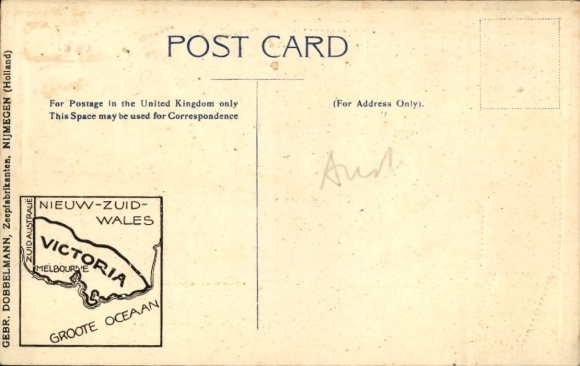 POST CARD
For Postage in the United Kingdom only
This Space may be used for Correspondence
(For Address Only).
GEBR. DOBBELMANN, Zeepfabrikanten, NIJMEGEN (Holland)
NIEUW-ZUID-
WALES
ZUID AUSTRALIË
VICTORIA
MELBOURNE
GROOTE OCEAAN